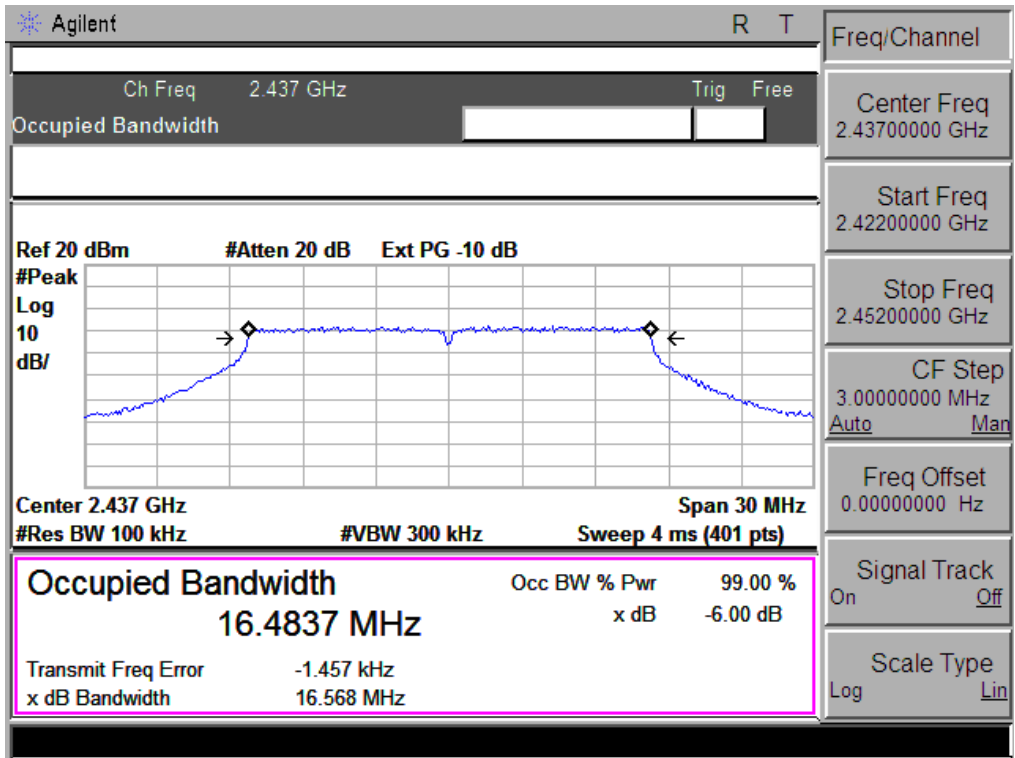 Agilent R T
Ch Freq 2.437 GHz Trig Free
Occupied Bandwidth
Ref 20 dBm #Atten 20 dB Ext PG -10 dB
#Peak
Log
10
dB/
Center 2.437 GHz Span 30 MHz
#Res BW 100 kHz #VBW 300 kHz Sweep 4 ms (401 pts)
Occupied Bandwidth Occ BW % Pwr 99.00 %
16.4837 MHz x dB -6.00 dB
Transmit Freq Error -1.457 kHz
x dB Bandwidth 16.568 MHz
Freq/Channel
Center Freq
2.43700000 GHz
Start Freq
2.42200000 GHz
Stop Freq
2.45200000 GHz
CF Step
3.00000000 MHz
Auto Man
Freq Offset
0.00000000 Hz
Signal Track
On Off
Scale Type
Log Lin